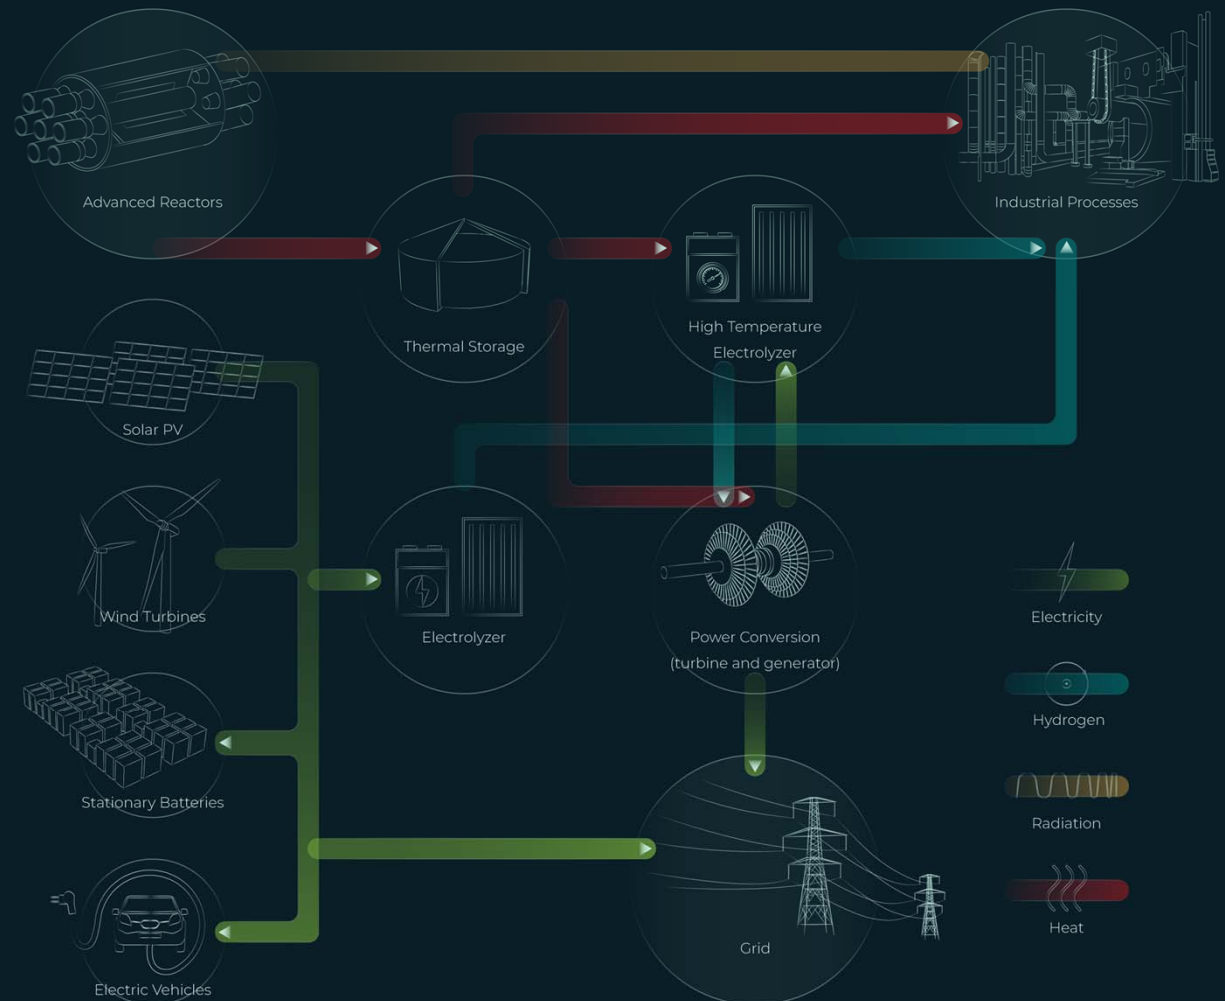 Advanced Reactors
Industrial Processes
Thermal Storage
High Temperature
Electrolyzer
Solar PV
Wind Turbines
Electrolyzer
Power Conversion
(turbine and generator)
Electricity
Hydrogen
Stationary Batteries
Radiation
Heat
Grid
Electric Vehicles